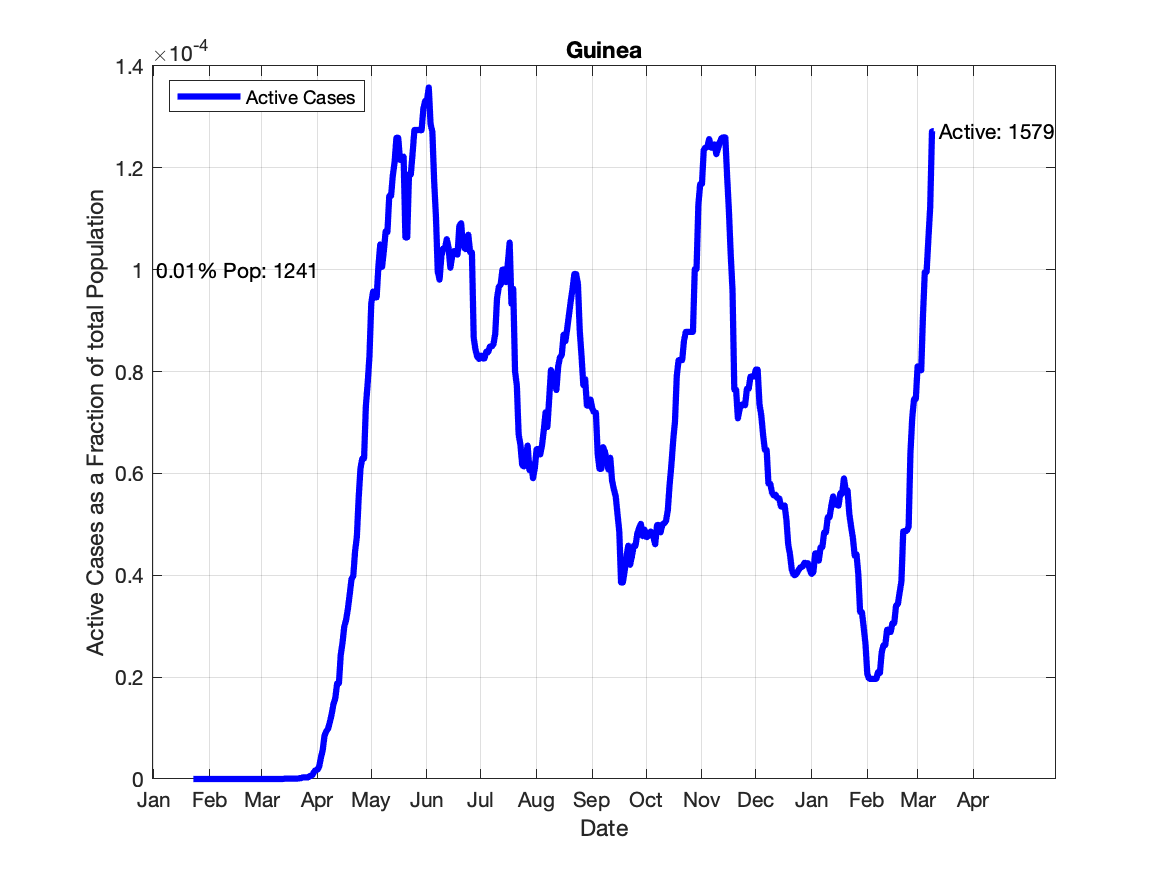 Guinea
×10⁻⁴
Active Cases
1.4
1.2
1
0.8
0.6
0.4
0.2
0
Active: 1579
0.01% Pop: 1241
Active Cases as a Fraction of total Population
Jan Feb Mar Apr May Jun Jul Aug Sep Oct Nov Dec Jan Feb Mar Apr
Date